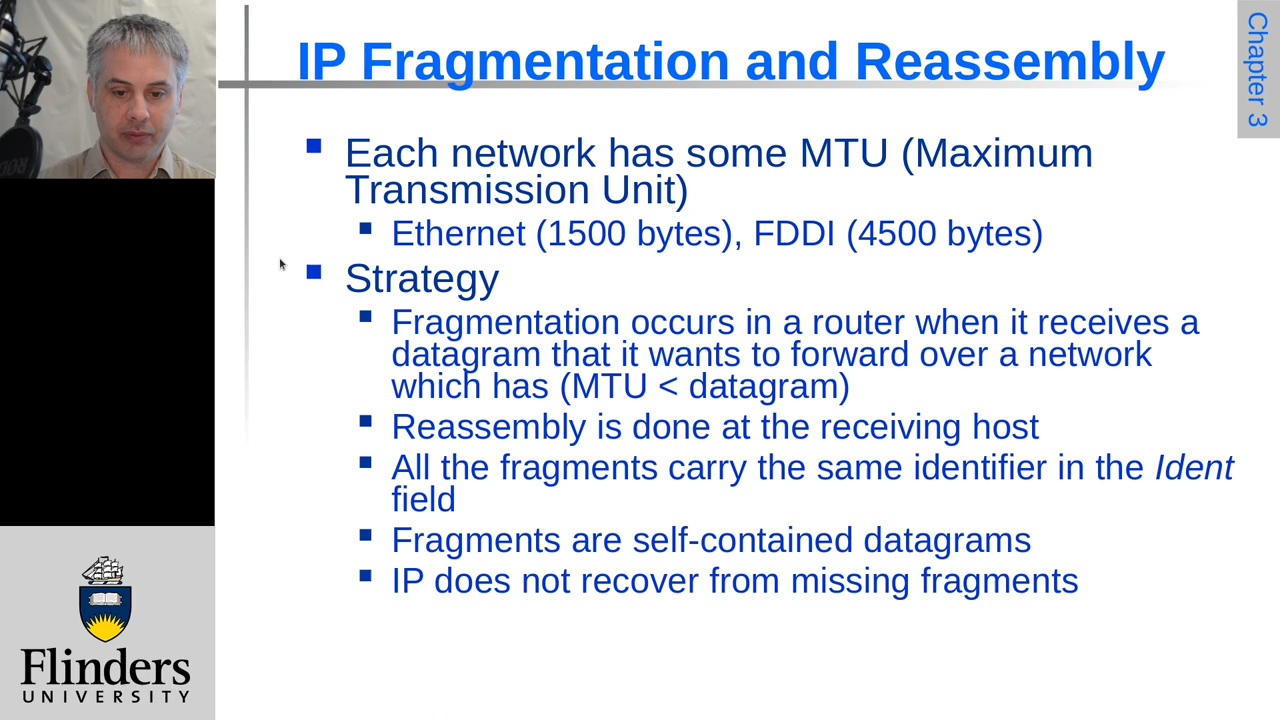 IP Fragmentation and Reassembly
Chapter 3
Each network has some MTU (Maximum
Transmission Unit)
Ethernet (1500 bytes), FDDI (4500 bytes)
Strategy
Fragmentation occurs in a router when it receives a
datagram that it wants to forward over a network
which has (MTU < datagram)
Reassembly is done at the receiving host
All the fragments carry the same identifier in the Ident
field
Fragments are self-contained datagrams
IP does not recover from missing fragments
RODE
Flinders
UNIVERSITY